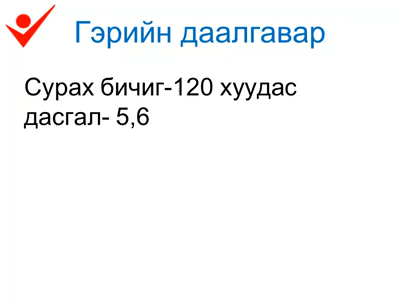 Гэрийн даалгавар
Сурах бичиг-120 хуудас
дасгал- 5,6